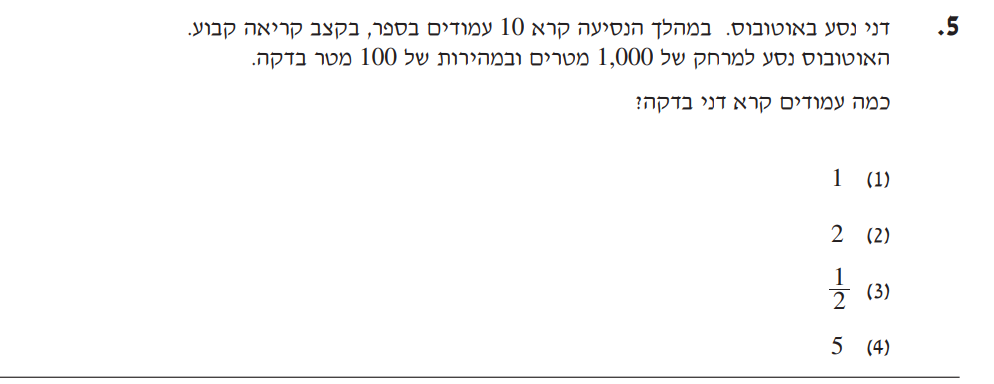 5. דני נסע באוטובוס. במהלך הנסיעה קרא 10 עמודים בספר, בקצב קריאה קבוע.
האוטובוס נסע למרחק של 1,000 מטרים ובמהירות של 100 מטר בדקה.
כמה עמודים קרא דני בדקה?
(1) 1
(2) 2
(3) 1/2
(4) 5